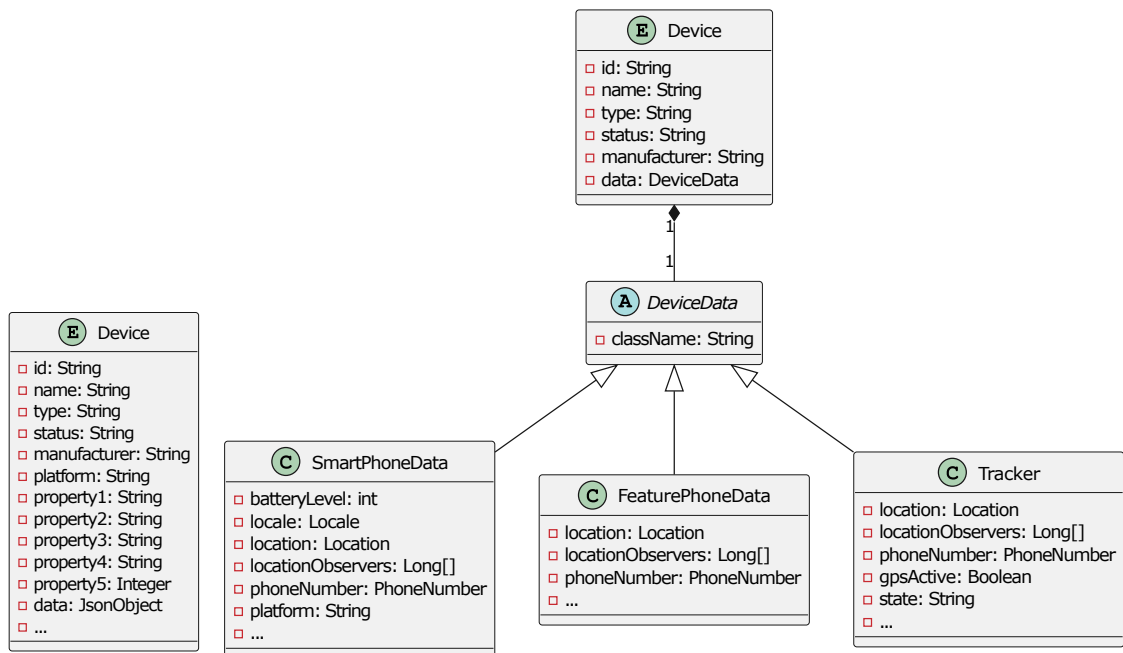 E Device
id: String
name: String
type: String
status: String
manufacturer: String
data: DeviceData
1
1
A DeviceData
className: String
E Device
id: String
name: String
type: String
status: String
manufacturer: String
platform: String
property1: String
property2: String
property3: String
property4: String
property5: Integer
data: JsonObject
...
C SmartPhoneData
batteryLevel: int
locale: Locale
location: Location
locationObservers: Long[]
phoneNumber: PhoneNumber
platform: String
...
C FeaturePhoneData
location: Location
locationObservers: Long[]
phoneNumber: PhoneNumber
...
C Tracker
location: Location
locationObservers: Long[]
phoneNumber: PhoneNumber
gpsActive: Boolean
state: String
...